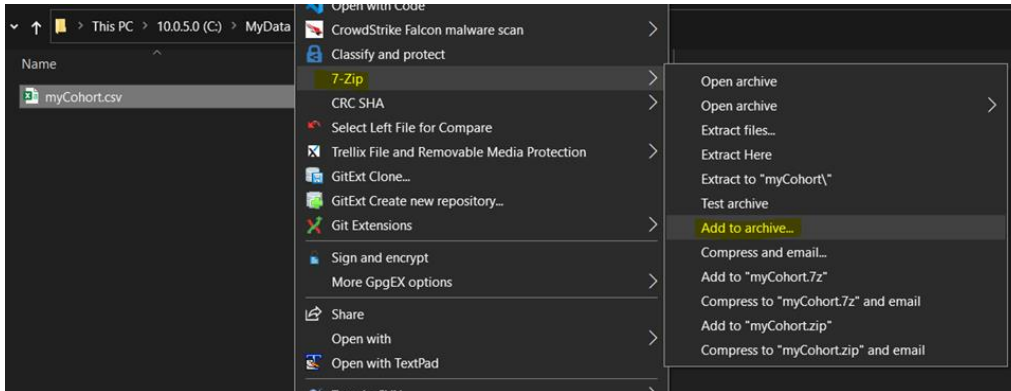 This PC > 10.0.5.0 (C:) > MyData
Name
myCohort.csv
Open with Code
CrowdStrike Falcon malware scan
Classify and protect
7-Zip
CRC SHA
Select Left File for Compare
Trellix File and Removable Media Protection
GitExt Clone...
GitExt Create new repository...
Git Extensions
Sign and encrypt
More GpgEX options
Share
Open with
Open with TextPad
Open archive
Open archive
Extract files...
Extract Here
Extract to "myCohort\"
Test archive
Add to archive...
Compress and email...
Add to "myCohort.7z"
Compress to "myCohort.7z" and email
Add to "myCohort.zip"
Compress to "myCohort.zip" and email